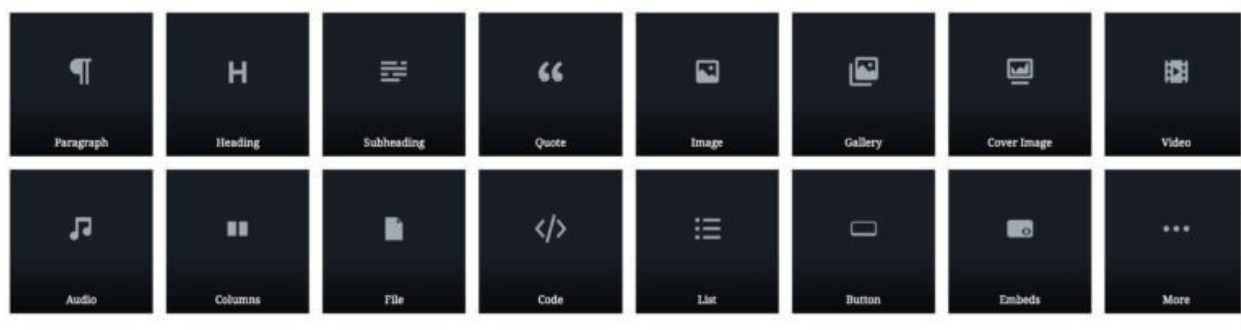 Paragraph Heading Subheading Quote Image Gallery Cover Image Video
Audio Columns File Code List Button Embeds More